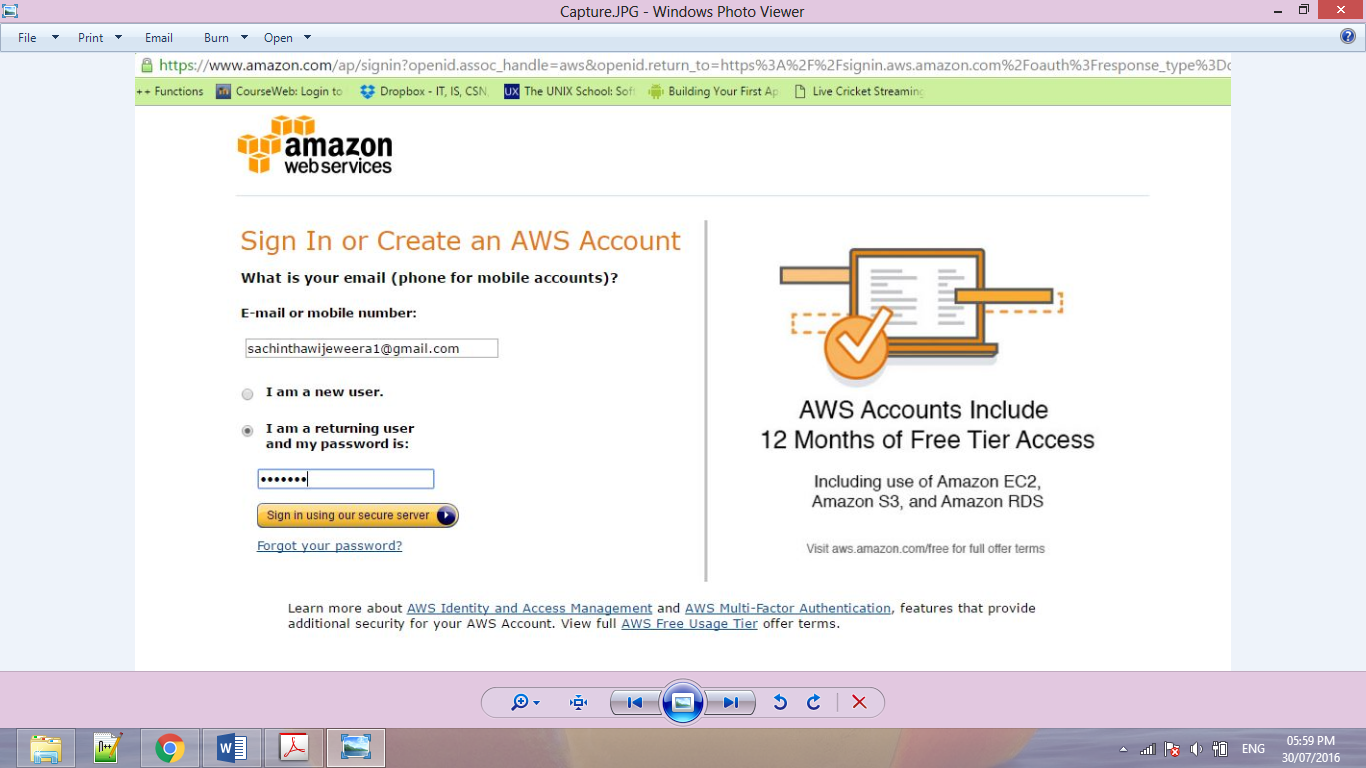 Capture.JPG - Windows Photo Viewer
File Print Email Burn Open
https://www.amazon.com/ap/signin?openid.assoc_handle=aws&openid.return_to=https%3A%2F%2Fsignin.aws.amazon.com%2Foauth%3Fresponse_type%3Dc
++ Functions CourseWeb: Login to Dropbox - IT, IS, CSN, UX The UNIX School: Soft Building Your First Ap Live Cricket Streaming
amazon
web services
Sign In or Create an AWS Account
What is your email (phone for mobile accounts)?
E-mail or mobile number:
sachinthawijeweera1@gmail.com
I am a new user.
I am a returning user
and my password is:
•••••••
Sign in using our secure server
Forgot your password?
AWS Accounts Include
12 Months of Free Tier Access
Including use of Amazon EC2,
Amazon S3, and Amazon RDS
Visit aws.amazon.com/free for full offer terms
Learn more about AWS Identity and Access Management and AWS Multi-Factor Authentication, features that provide
additional security for your AWS Account. View full AWS Free Usage Tier offer terms.
ENG
05:59 PM
30/07/2016